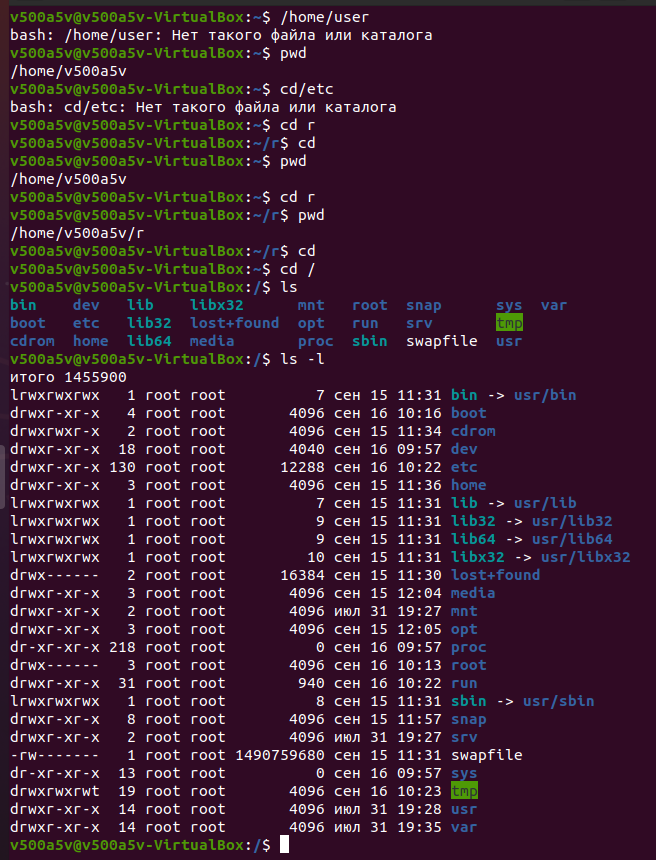 v500a5v@v500a5v-VirtualBox:~$ /home/user
bash: /home/user: Нет такого файла или каталога
v500a5v@v500a5v-VirtualBox:~$ pwd
/home/v500a5v
v500a5v@v500a5v-VirtualBox:~$ cd/etc
bash: cd/etc: Нет такого файла или каталога
v500a5v@v500a5v-VirtualBox:~$ cd r
v500a5v@v500a5v-VirtualBox:~/r$ cd
v500a5v@v500a5v-VirtualBox:~$ pwd
/home/v500a5v
v500a5v@v500a5v-VirtualBox:~$ cd r
v500a5v@v500a5v-VirtualBox:~/r$ pwd
/home/v500a5v/r
v500a5v@v500a5v-VirtualBox:~/r$ cd
v500a5v@v500a5v-VirtualBox:~$ cd /
v500a5v@v500a5v-VirtualBox:/$ ls
bin    dev   lib    libx32      mnt   root  snap      sys  var
boot   etc   lib32  lost+found  opt   run   srv       tmp
cdrom  home  lib64  media       proc  sbin  swapfile  usr
v500a5v@v500a5v-VirtualBox:/$ ls -l
итого 1455900
lrwxrwxrwx   1 root root          7 сен 15 11:31 bin -> usr/bin
drwxr-xr-x   4 root root       4096 сен 16 10:16 boot
drwxrwxr-x   2 root root       4096 сен 15 11:34 cdrom
drwxr-xr-x  18 root root       4040 сен 16 09:57 dev
drwxr-xr-x 130 root root      12288 сен 16 10:22 etc
drwxr-xr-x   3 root root       4096 сен 15 11:36 home
lrwxrwxrwx   1 root root          7 сен 15 11:31 lib -> usr/lib
lrwxrwxrwx   1 root root          9 сен 15 11:31 lib32 -> usr/lib32
lrwxrwxrwx   1 root root          9 сен 15 11:31 lib64 -> usr/lib64
lrwxrwxrwx   1 root root         10 сен 15 11:31 libx32 -> usr/libx32
drwx------   2 root root      16384 сен 15 11:30 lost+found
drwxr-xr-x   3 root root       4096 сен 15 12:04 media
drwxr-xr-x   2 root root       4096 июл 31 19:27 mnt
drwxr-xr-x   3 root root       4096 сен 15 12:05 opt
dr-xr-xr-x 218 root root          0 сен 16 09:57 proc
drwx------   3 root root       4096 сен 16 10:13 root
drwxr-xr-x  31 root root        940 сен 16 10:22 run
lrwxrwxrwx   1 root root          8 сен 15 11:31 sbin -> usr/sbin
drwxr-xr-x   8 root root       4096 сен 15 11:57 snap
drwxr-xr-x   2 root root       4096 июл 31 19:27 srv
-rw-------   1 root root 1490759680 сен 15 11:31 swapfile
dr-xr-xr-x  13 root root          0 сен 16 09:57 sys
drwxrwxrwt  19 root root       4096 сен 16 10:23 tmp
drwxr-xr-x  14 root root       4096 июл 31 19:28 usr
drwxr-xr-x  14 root root       4096 июл 31 19:35 var
v500a5v@v500a5v-VirtualBox:/$